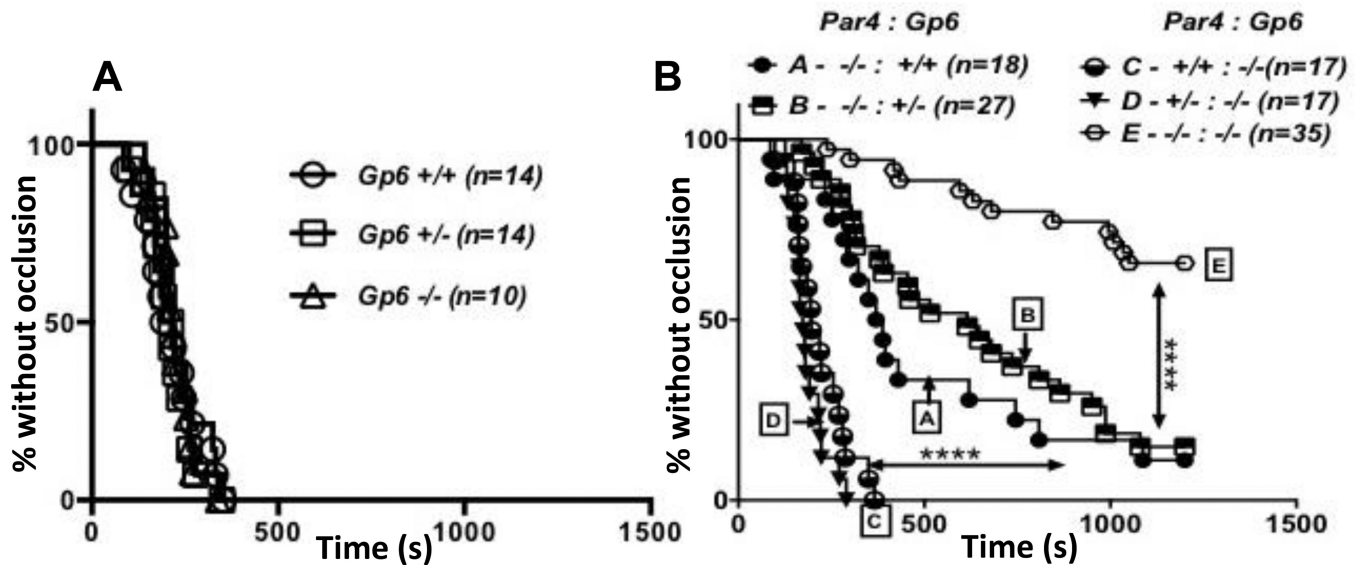 A
% without occlusion
100
50
0
Gp6 +/+ (n=14)
Gp6 +/- (n=14)
Gp6 -/- (n=10)
0
500
1000
1500
Time (s)
B
Par4 : Gp6
A - -/- : +/+ (n=18)
B - -/- : +/- (n=27)
Par4 : Gp6
C - +/+ : -/-(n=17)
D - +/- : -/- (n=17)
E - -/- : -/- (n=35)
% without occlusion
100
50
0
E
B
A
D
C
****
****
0
500
1000
1500
Time (s)